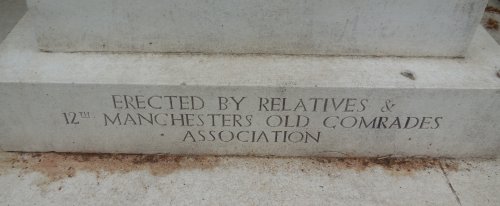 ERECTED BY RELATIVES &
12TH MANCHESTERS OLD COMRADES
ASSOCIATION